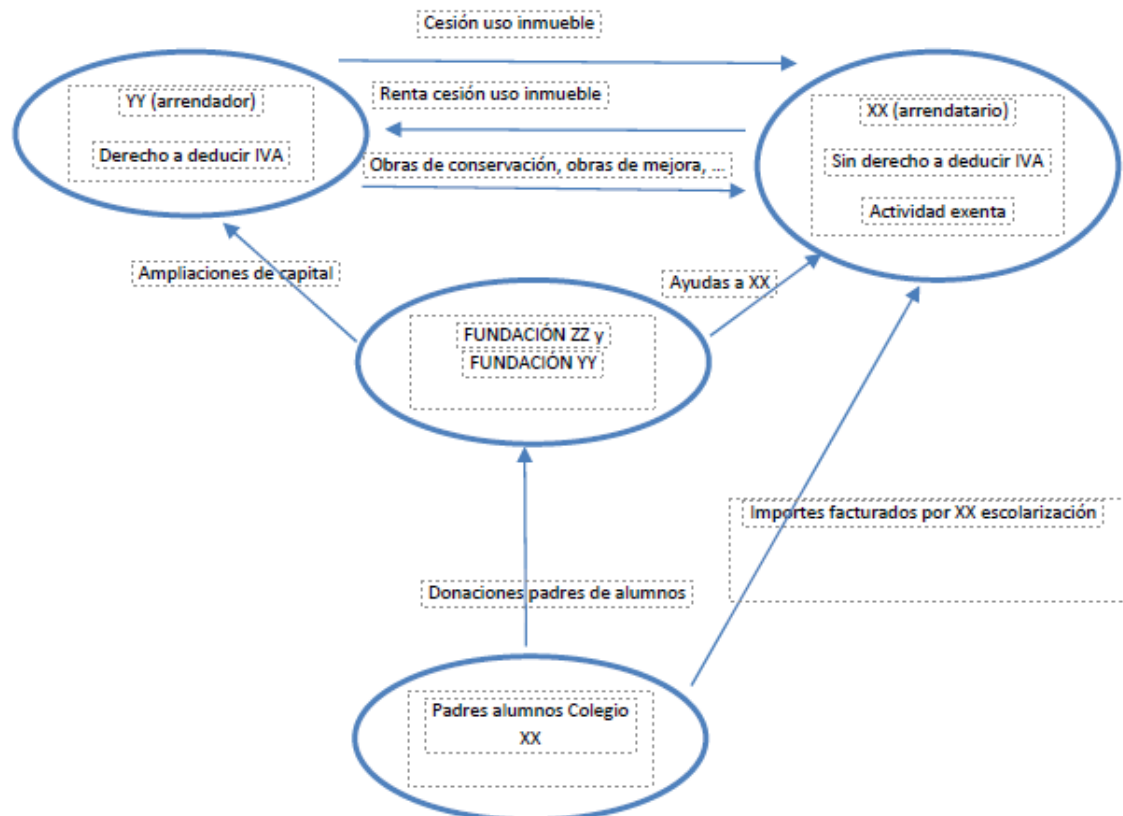 Cesión uso inmueble
YY (arrendador)
Derecho a deducir IVA
Renta cesión uso inmueble
Obras de conservación, obras de mejora, ...
XX (arrendatario)
Sin derecho a deducir IVA
Actividad exenta
Ampliaciones de capital
Ayudas a XX
FUNDACIÓN ZZ y
FUNDACIÓN YY
Importes facturados por XX escolarización
Donaciones padres de alumnos
Padres alumnos Colegio
XX